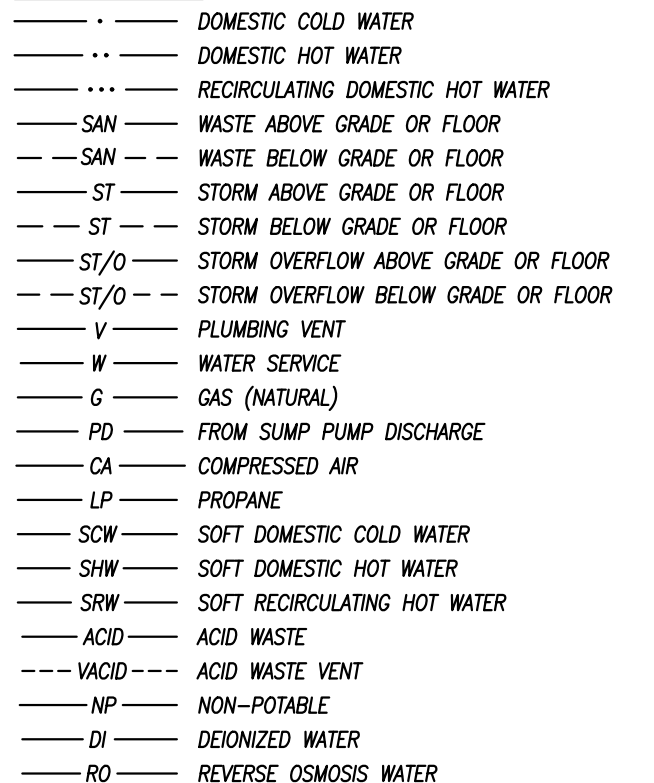 · DOMESTIC COLD WATER
·· DOMESTIC HOT WATER
··· RECIRCULATING DOMESTIC HOT WATER
SAN WASTE ABOVE GRADE OR FLOOR
SAN WASTE BELOW GRADE OR FLOOR
ST STORM ABOVE GRADE OR FLOOR
ST STORM BELOW GRADE OR FLOOR
ST/O STORM OVERFLOW ABOVE GRADE OR FLOOR
ST/O STORM OVERFLOW BELOW GRADE OR FLOOR
V PLUMBING VENT
W WATER SERVICE
G GAS (NATURAL)
PD FROM SUMP PUMP DISCHARGE
CA COMPRESSED AIR
LP PROPANE
SCW SOFT DOMESTIC COLD WATER
SHW SOFT DOMESTIC HOT WATER
SRW SOFT RECIRCULATING HOT WATER
ACID ACID WASTE
VACID ACID WASTE VENT
NP NON-POTABLE
DI DEIONIZED WATER
RO REVERSE OSMOSIS WATER